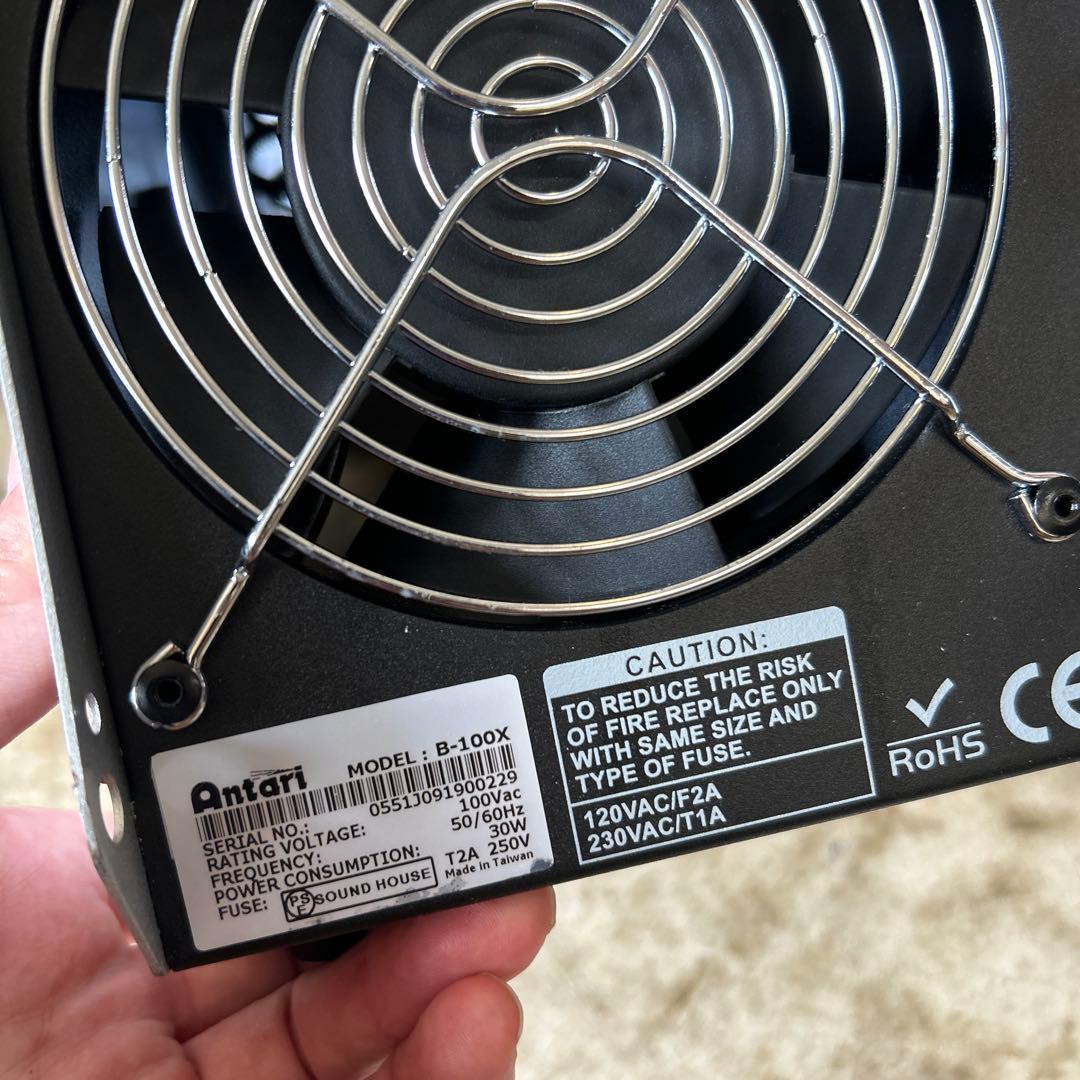 Antari MODEL : B-100X
SERIAL NO.: 0551J09190029
RATING VOLTAGE: 100Vac
FREQUENCY: 50/60Hz
POWER CONSUMPTION: 30W
FUSE: T2A 250V
PS
E SOUND HOUSE
Made in Taiwan
CAUTION:
TO REDUCE THE RISK
OF FIRE REPLACE ONLY
WITH SAME SIZE AND
TYPE OF FUSE.
120VAC/F2A
230VAC/T1A
RoHS
CE